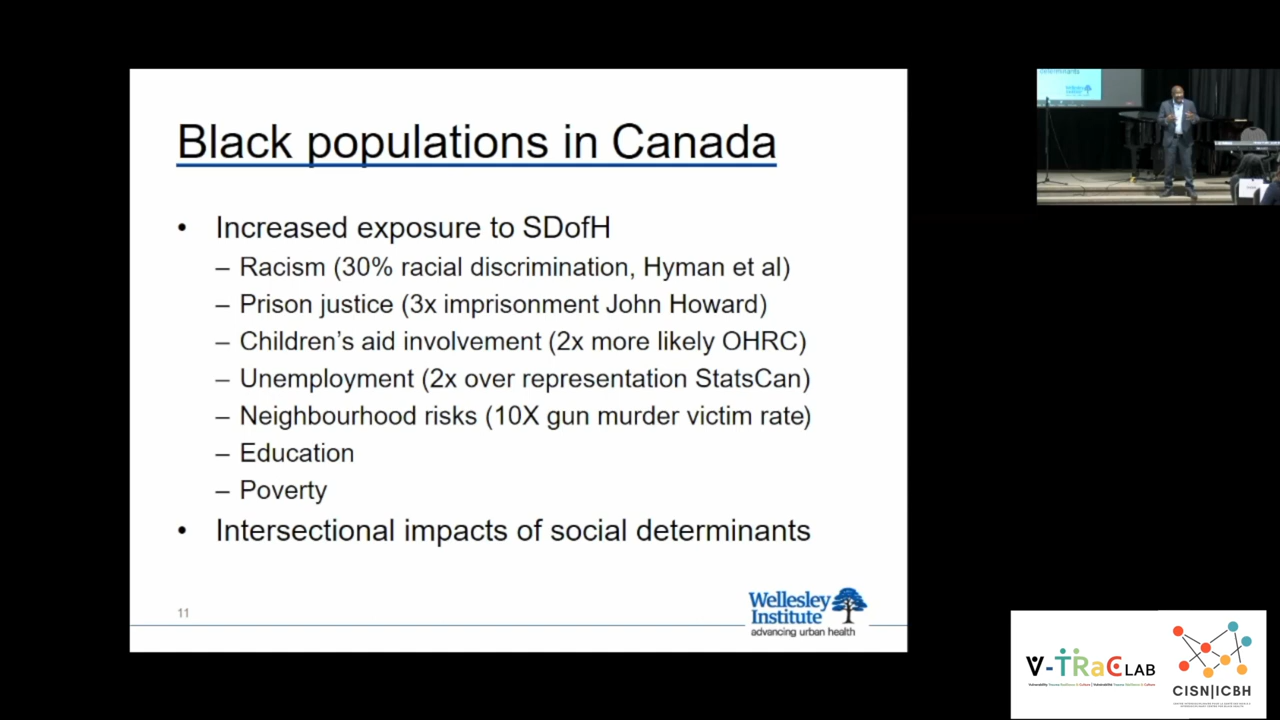 Black populations in Canada
• Increased exposure to SDofH
– Racism (30% racial discrimination, Hyman et al)
– Prison justice (3x imprisonment John Howard)
– Children’s aid involvement (2x more likely OHRC)
– Unemployment (2x over representation StatsCan)
– Neighbourhood risks (10X gun murder victim rate)
– Education
– Poverty
• Intersectional impacts of social determinants
11
Wellesley
Institute
advancing urban health
Wellesley
V-TRaC LAB
CISN|ICBH